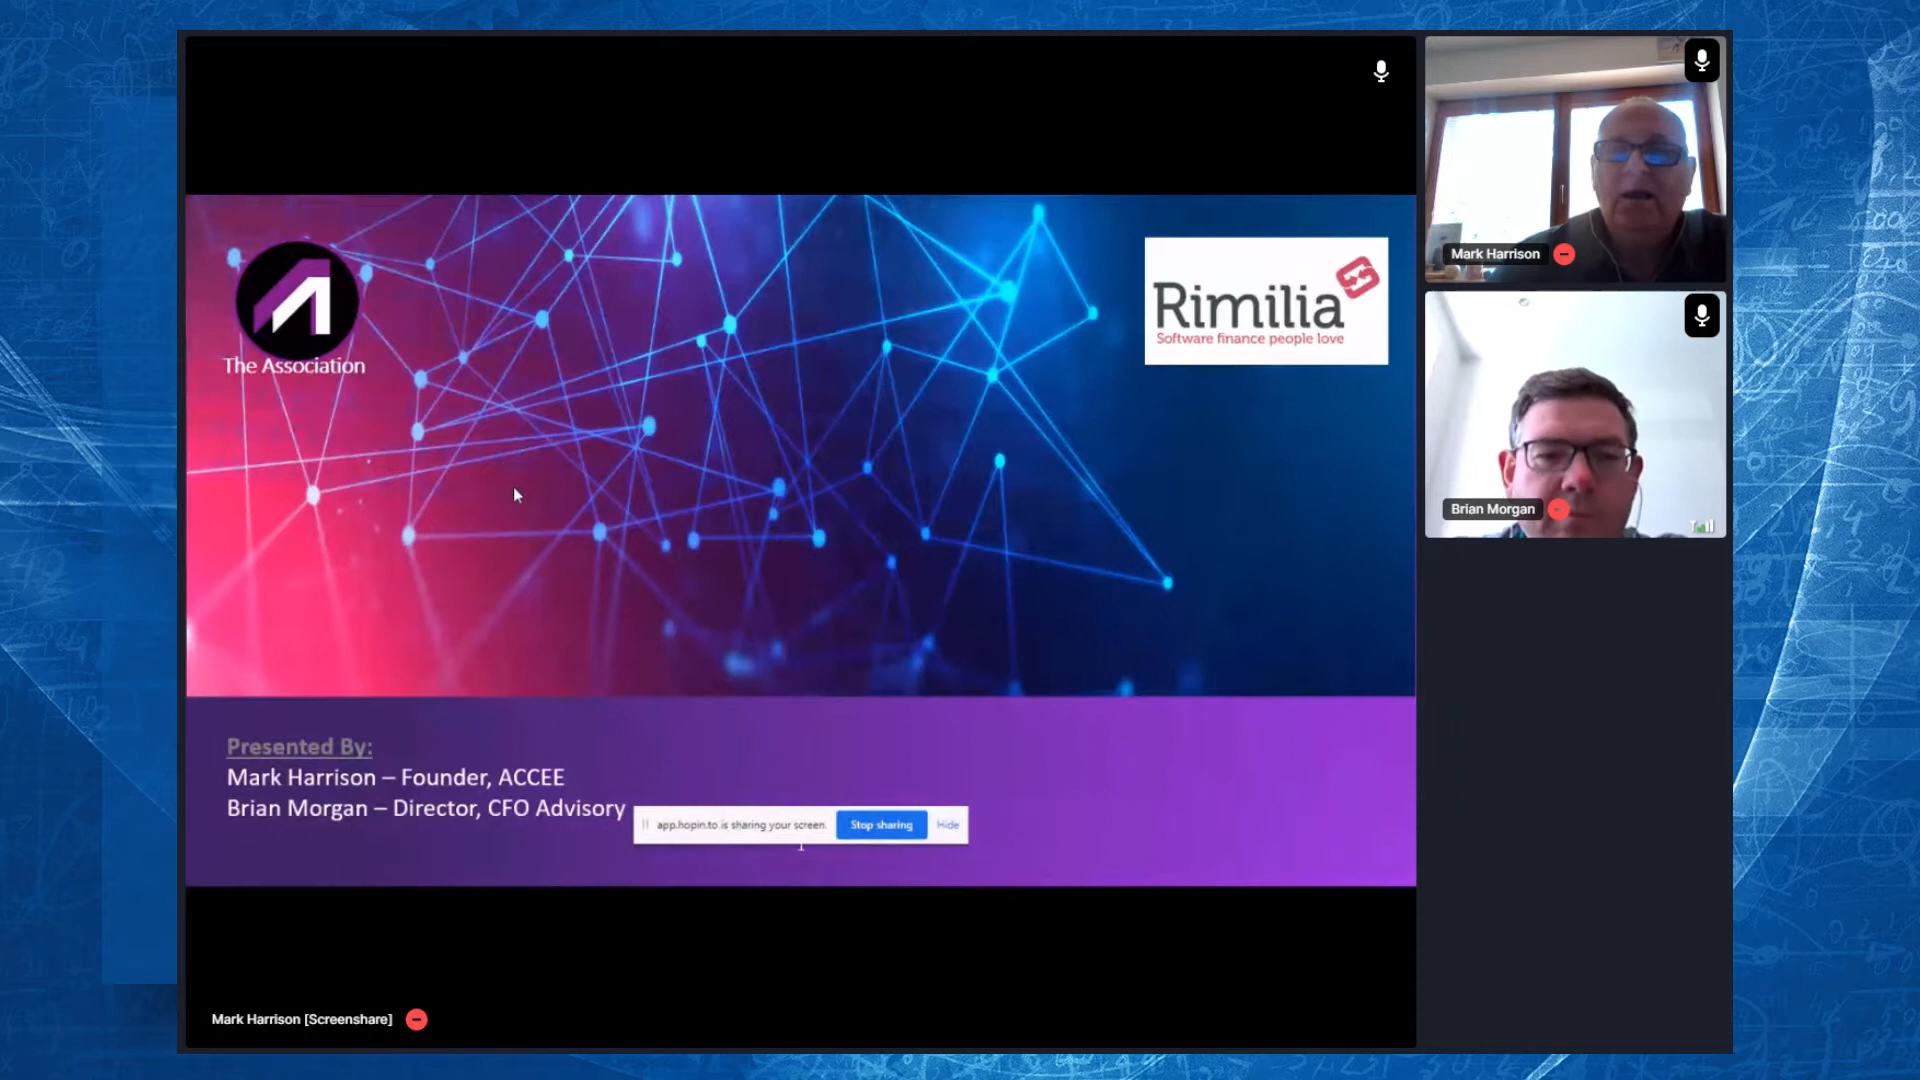 The Association
Rimilia
Software finance people love
Presented By:
Mark Harrison – Founder, ACCEE
Brian Morgan – Director, CFO Advisory
app.hopin.to is sharing your screen.
Stop sharing
Hide
Mark Harrison [Screenshare]
Mark Harrison
Brian Morgan